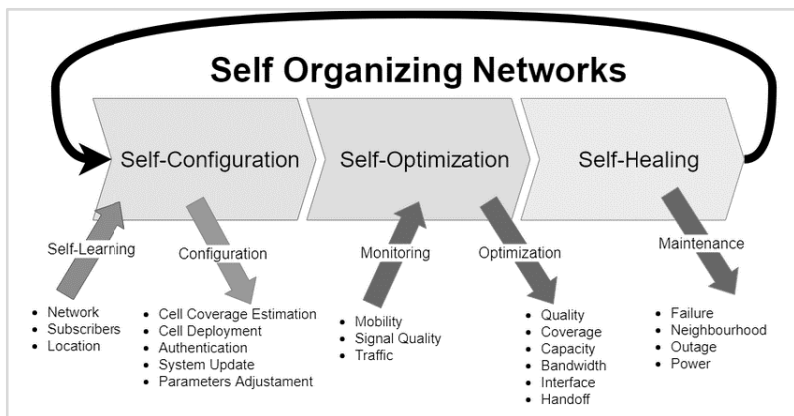 Self Organizing Networks
Self-Configuration
Self-Optimization
Self-Healing
Self-Learning
Configuration
Monitoring
Optimization
Maintenance
• Network
• Subscribers
• Location
• Cell Coverage Estimation
• Cell Deployment
• Authentication
• System Update
• Parameters Adjustament
• Mobility
• Signal Quality
• Traffic
• Quality
• Coverage
• Capacity
• Bandwidth
• Interface
• Handoff
• Failure
• Neighbourhood
• Outage
• Power